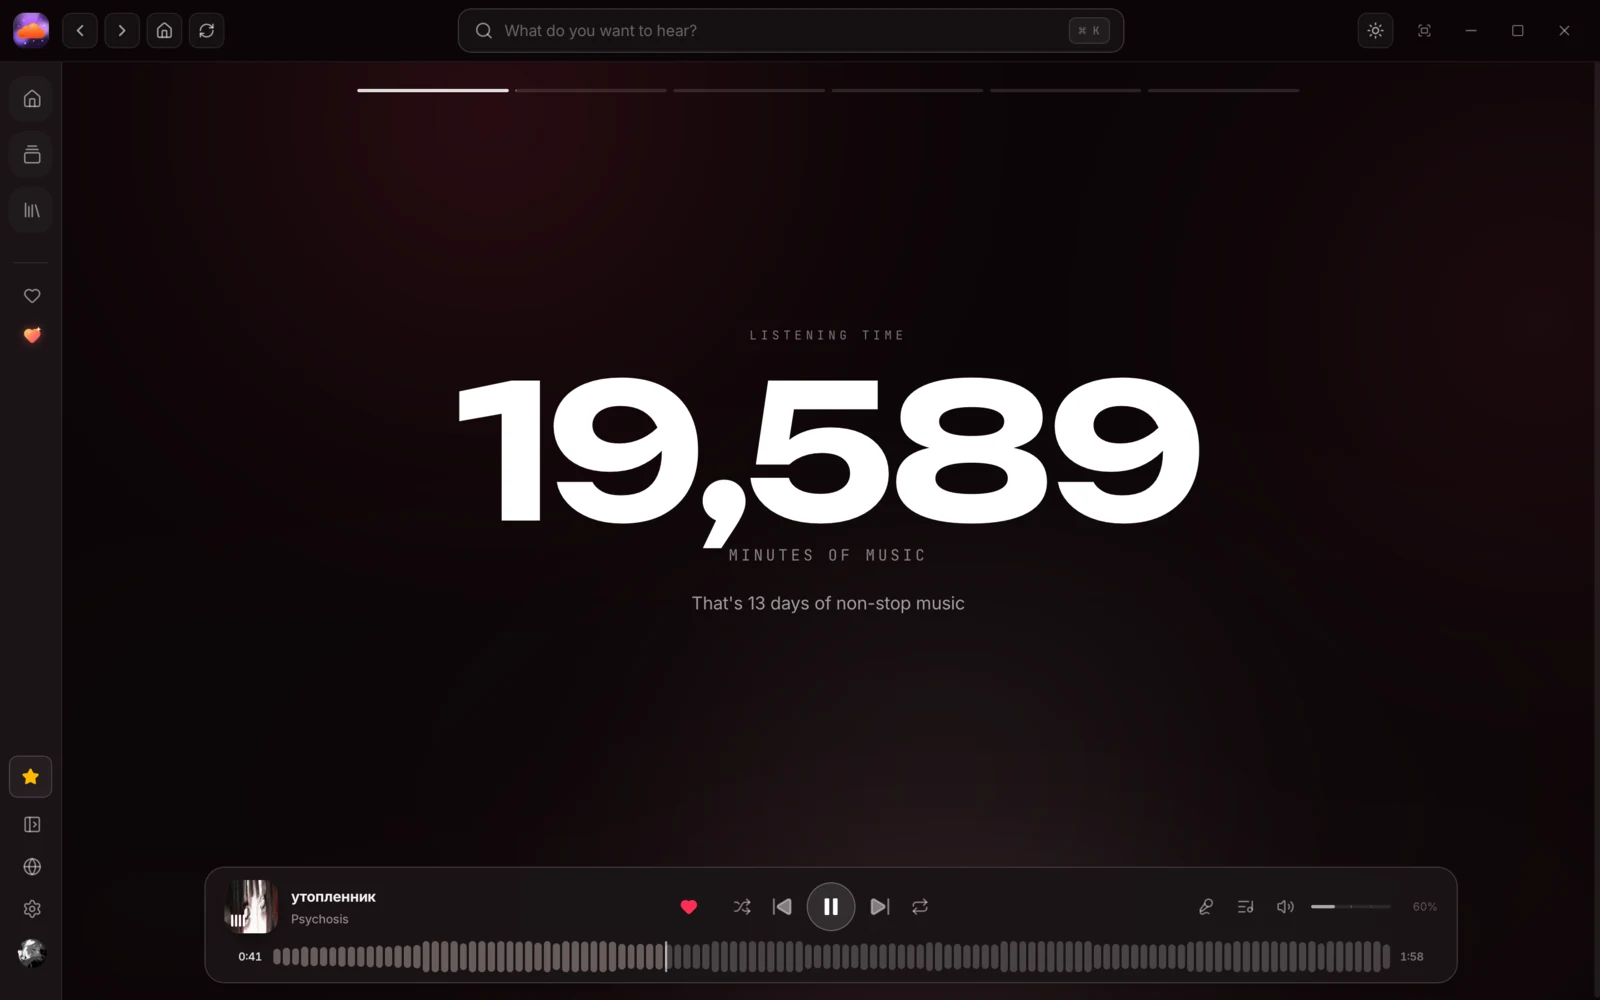 What do you want to hear?
⌘ K
LISTENING TIME
19,589
MINUTES OF MUSIC
That's 13 days of non-stop music
утопленник
Psychosis
60%
0:41
1:58